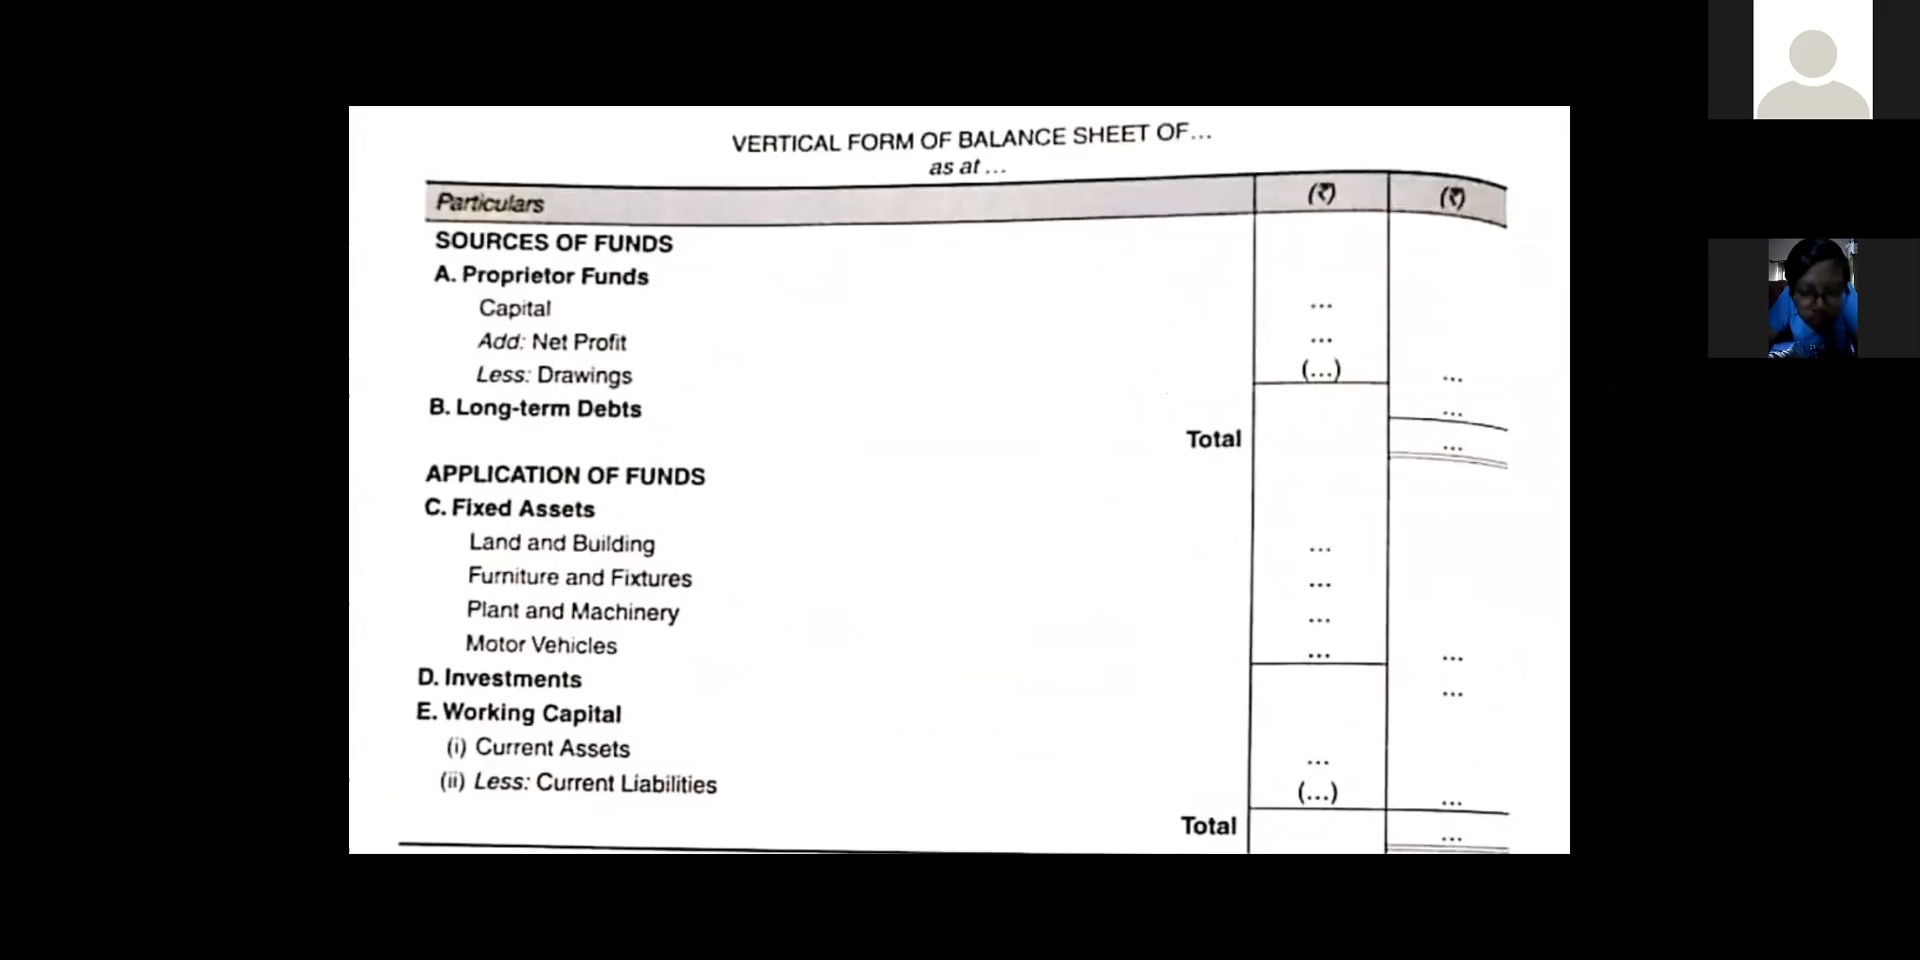 VERTICAL FORM OF BALANCE SHEET OF...
as at ...
Particulars (₹) (₹)
SOURCES OF FUNDS
A. Proprietor Funds
Capital ...
Add: Net Profit ...
Less: Drawings (...) ...
B. Long-term Debts ...
Total ...
APPLICATION OF FUNDS
C. Fixed Assets
Land and Building ...
Furniture and Fixtures ...
Plant and Machinery ...
Motor Vehicles ... ...
D. Investments ...
E. Working Capital
(i) Current Assets ...
(ii) Less: Current Liabilities (...) ...
Total ...